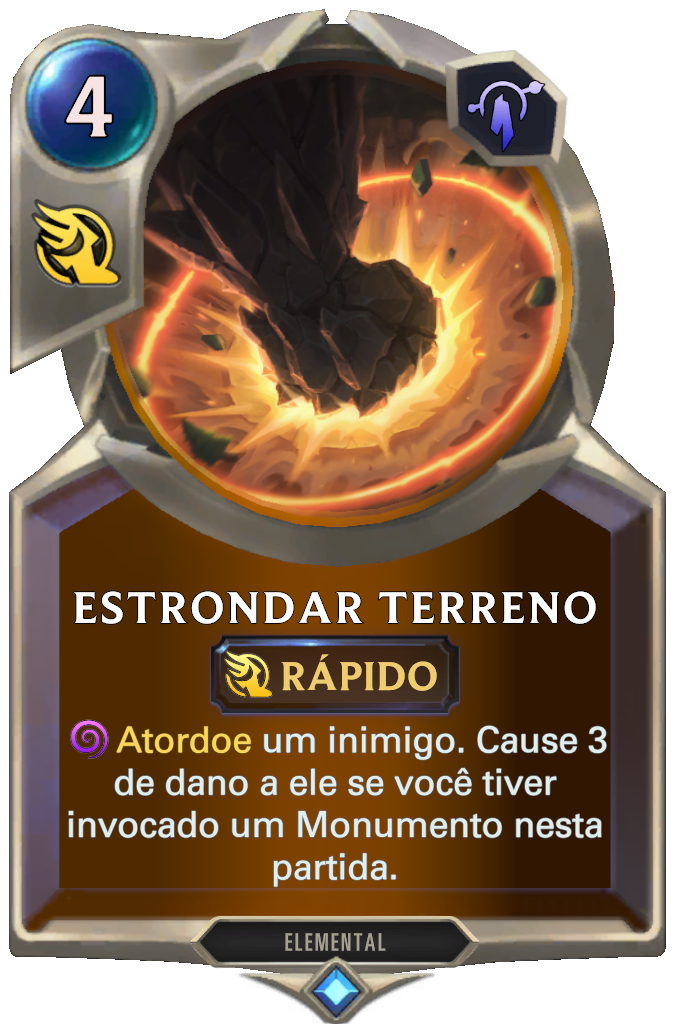 4
ESTRONDAR TERRENO
RÁPIDO
Atordoe um inimigo. Cause 3
de dano a ele se você tiver
invocado um Monumento nesta
partida.
ELEMENTAL